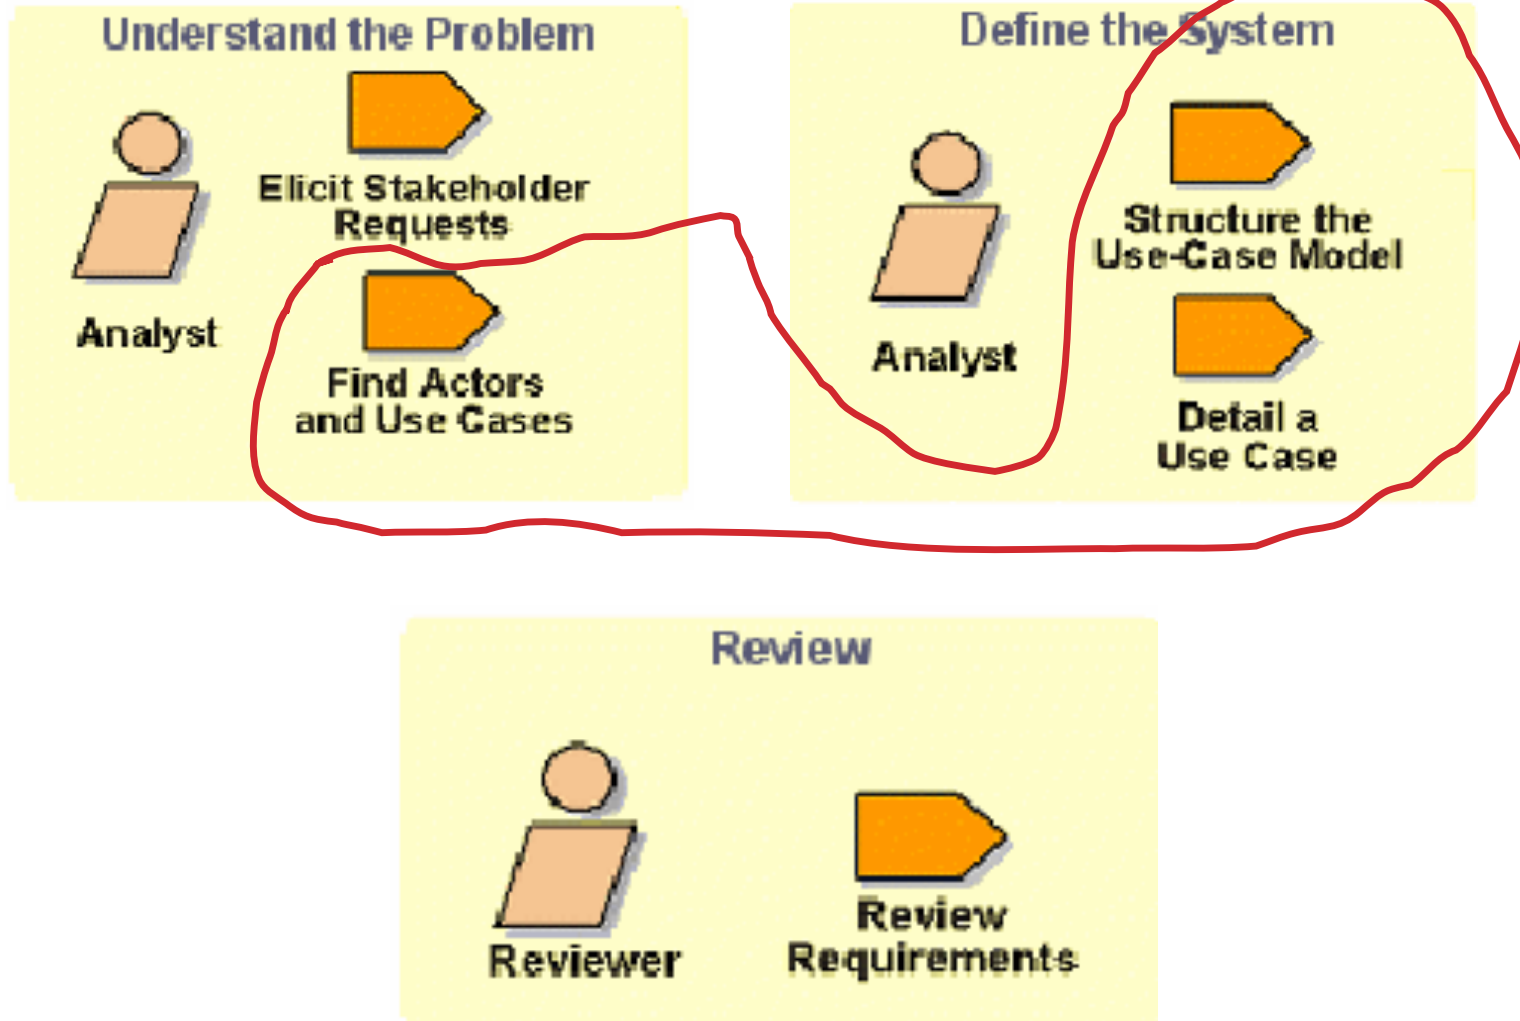 Understand the Problem
Elicit Stakeholder
Requests
Analyst
Find Actors
and Use Cases
Define the System
Structure the
Use-Case Model
Analyst
Detail a
Use Case
Review
Reviewer
Review
Requirements